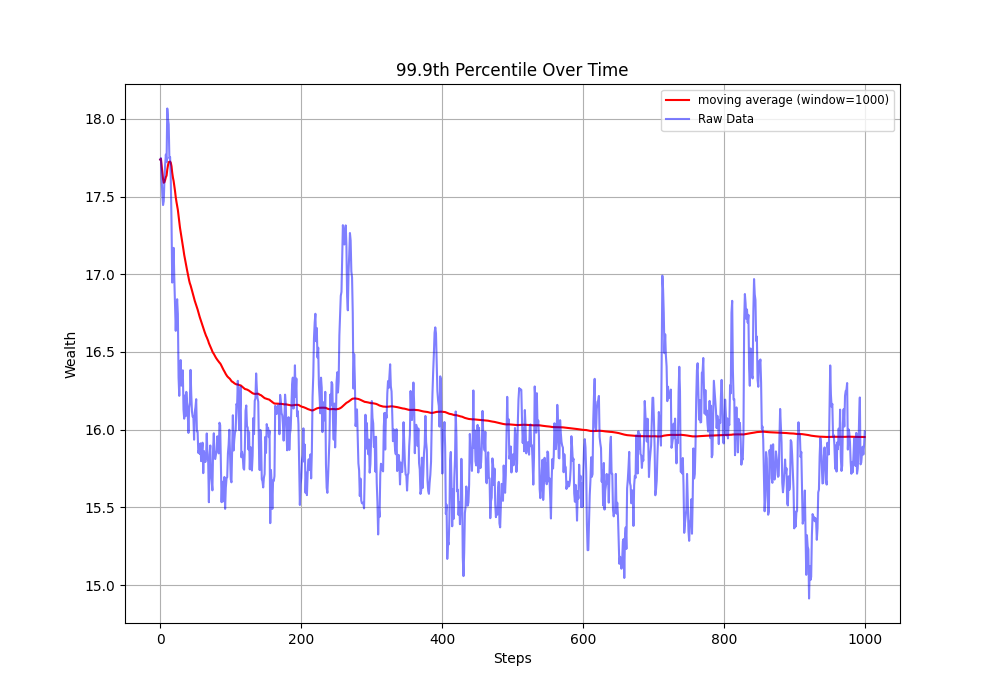 99.9th Percentile Over Time
moving average (window=1000)
Raw Data
Wealth
18.0
17.5
17.0
16.5
16.0
15.5
15.0
0
200
400
600
800
1000
Steps